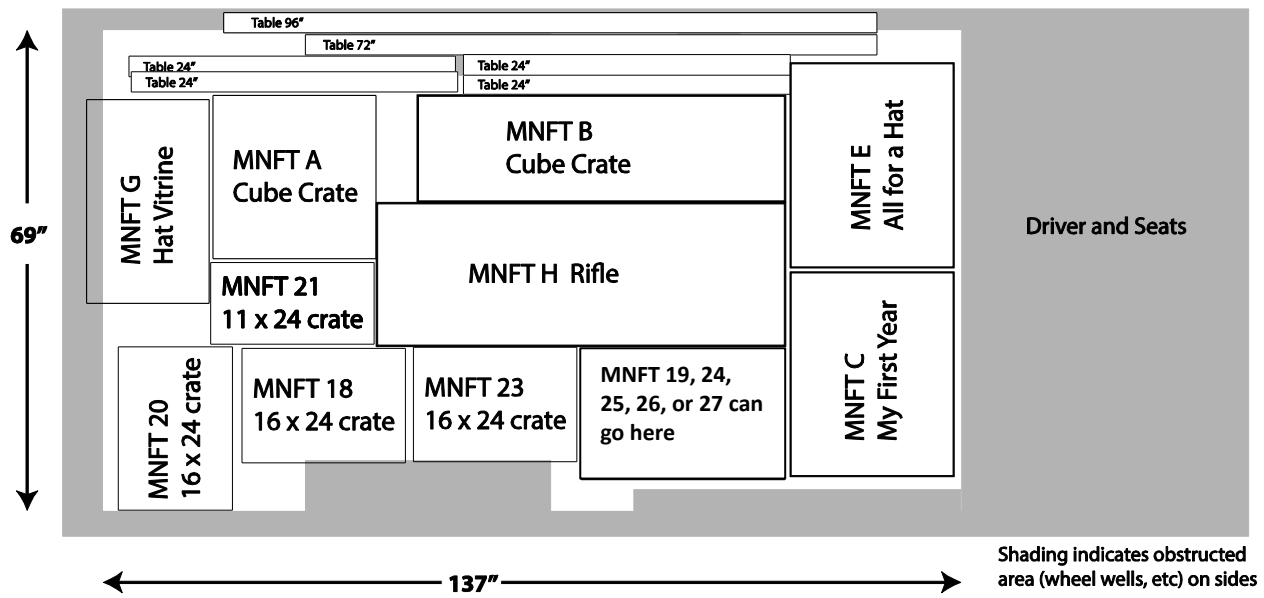 Table 96″
Table 72″
Table 24″
Table 24″
Table 24″
Table 24″
MNFT G
Hat Vitrine
MNFT A
Cube Crate
MNFT B
Cube Crate
MNFT E
All for a Hat
Driver and Seats
69″
MNFT H Rifle
MNFT 21
11 x 24 crate
MNFT 20
16 x 24 crate
MNFT 18
16 x 24 crate
MNFT 23
16 x 24 crate
MNFT 19, 24,
25, 26, or 27 can
go here
MNFT C
My First Year
137″
Shading indicates obstructed
area (wheel wells, etc) on sides